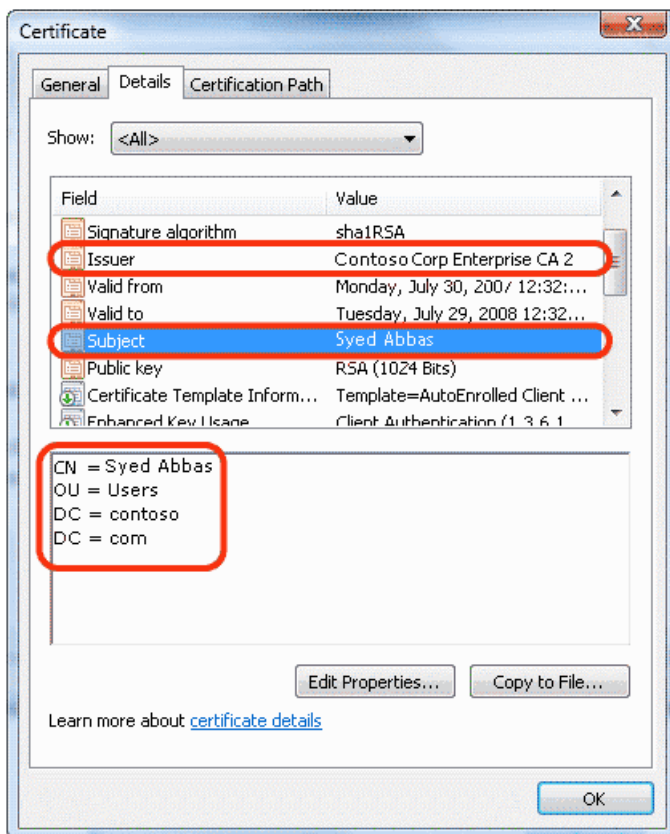 Certificate
General Details Certification Path
Show: <All>
Field Value
Signature algorithm sha1RSA
Issuer Contoso Corp Enterprise CA 2
Valid from Monday, July 30, 2007 12:32:...
Valid to Tuesday, July 29, 2008 12:32...
Subject Syed Abbas
Public key RSA (1024 Bits)
Certificate Template Inform... Template=AutoEnrolled Client ...
Enhanced Key Usage Client Authentication (1.3.6.1
CN = Syed Abbas
OU = Users
DC = contoso
DC = com
Edit Properties... Copy to File...
Learn more about certificate details
OK